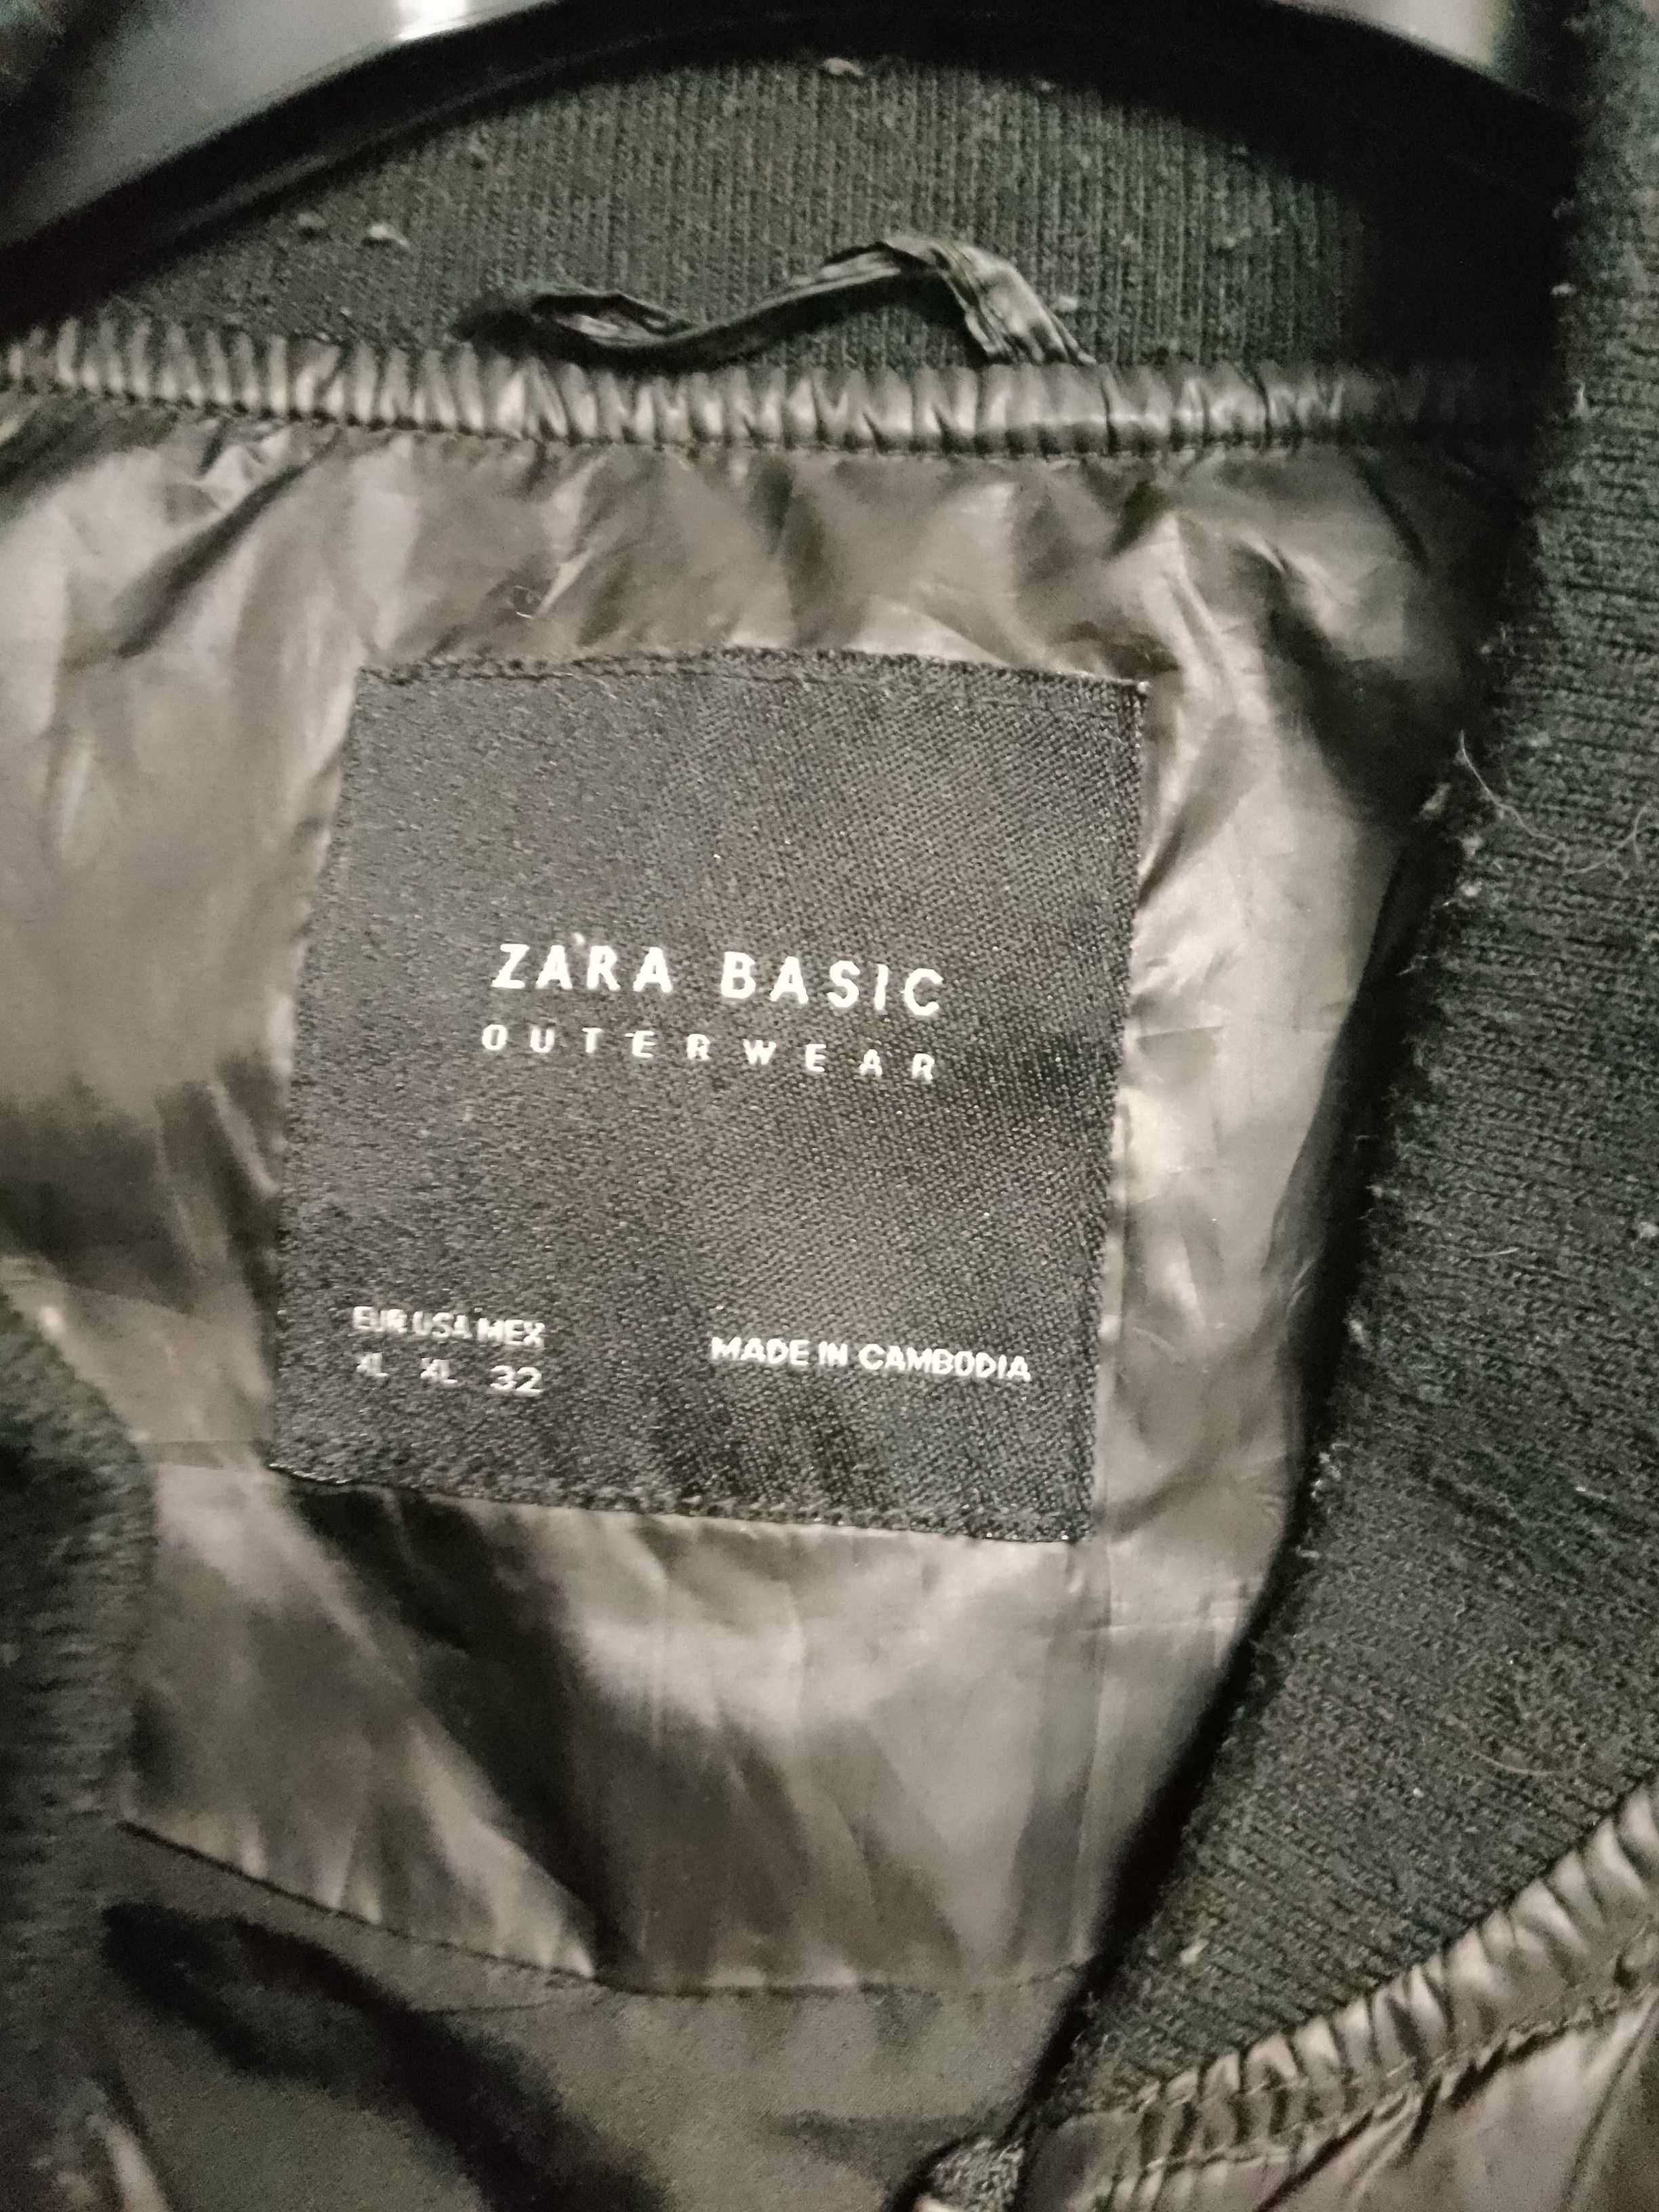 ZARA BASIC
OUTERWEAR
EUR USA MEX
XL XL 32
MADE IN CAMBODIA